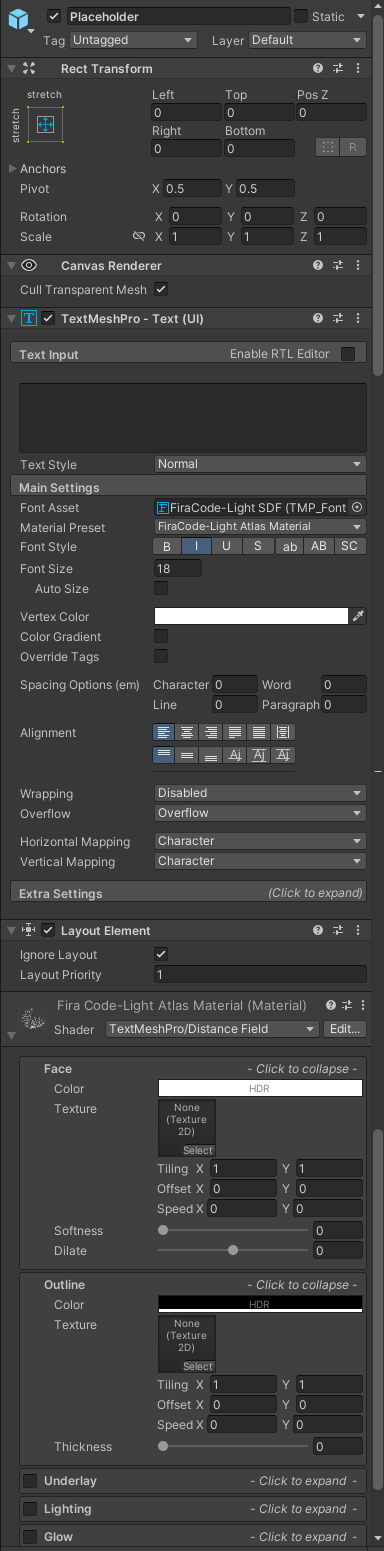 Placeholder Static
Tag Untagged Layer Default
Rect Transform
stretch Left Top Pos Z
stretch 0 0 0
Right Bottom
0 0 R
Anchors
Pivot X 0.5 Y 0.5
Rotation X 0 Y 0 Z 0
Scale X 1 Y 1 Z 1
Canvas Renderer
Cull Transparent Mesh
TextMeshPro - Text (UI)
Text Input Enable RTL Editor
Text Style Normal
Main Settings
Font Asset FiraCode-Light SDF (TMP_Font
Material Preset FiraCode-Light Atlas Material
Font Style B I U S ab AB SC
Font Size 18
Auto Size
Vertex Color
Color Gradient
Override Tags
Spacing Options (em) Character 0 Word 0
Line 0 Paragraph 0
Alignment
Wrapping Disabled
Overflow Overflow
Horizontal Mapping Character
Vertical Mapping Character
Extra Settings (Click to expand)
Layout Element
Ignore Layout
Layout Priority 1
Fira Code-Light Atlas Material (Material)
Shader TextMeshPro/Distance Field Edit...
Face - Click to collapse -
Color HDR
Texture None
(Texture
2D)
Select
Tiling X 1 Y 1
Offset X 0 Y 0
Speed X 0 Y 0
Softness 0
Dilate 0
Outline - Click to collapse -
Color HDR
Texture None
(Texture
2D)
Select
Tiling X 1 Y 1
Offset X 0 Y 0
Speed X 0 Y 0
Thickness 0
Underlay - Click to expand -
Lighting - Click to expand -
Glow - Click to expand -